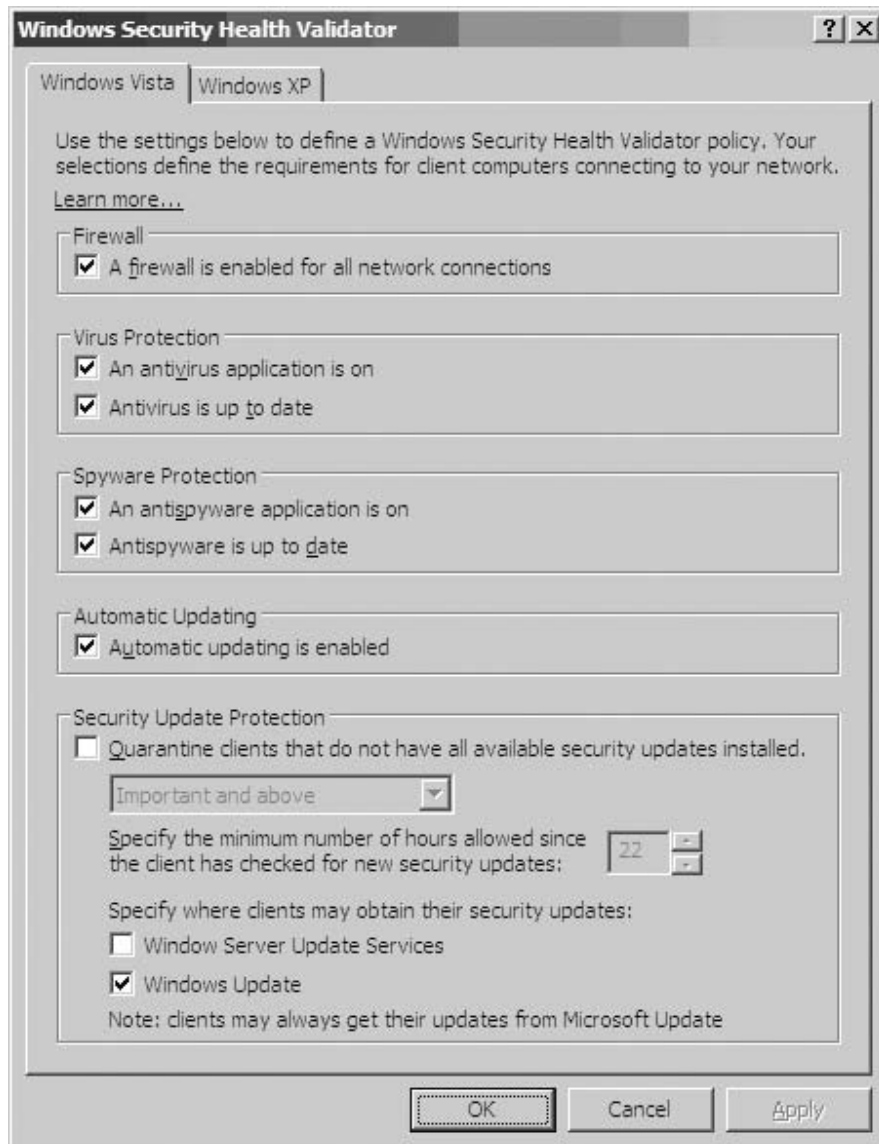 Windows Security Health Validator
Windows Vista
Windows XP
Use the settings below to define a Windows Security Health Validator policy. Your
selections define the requirements for client computers connecting to your network.
Learn more...
Firewall
A firewall is enabled for all network connections
Virus Protection
An antivirus application is on
Antivirus is up to date
Spyware Protection
An antispyware application is on
Antispyware is up to date
Automatic Updating
Automatic updating is enabled
Security Update Protection
Quarantine clients that do not have all available security updates installed.
Important and above
Specify the minimum number of hours allowed since
the client has checked for new security updates:
22
Specify where clients may obtain their security updates:
Window Server Update Services
Windows Update
Note: clients may always get their updates from Microsoft Update
OK
Cancel
Apply